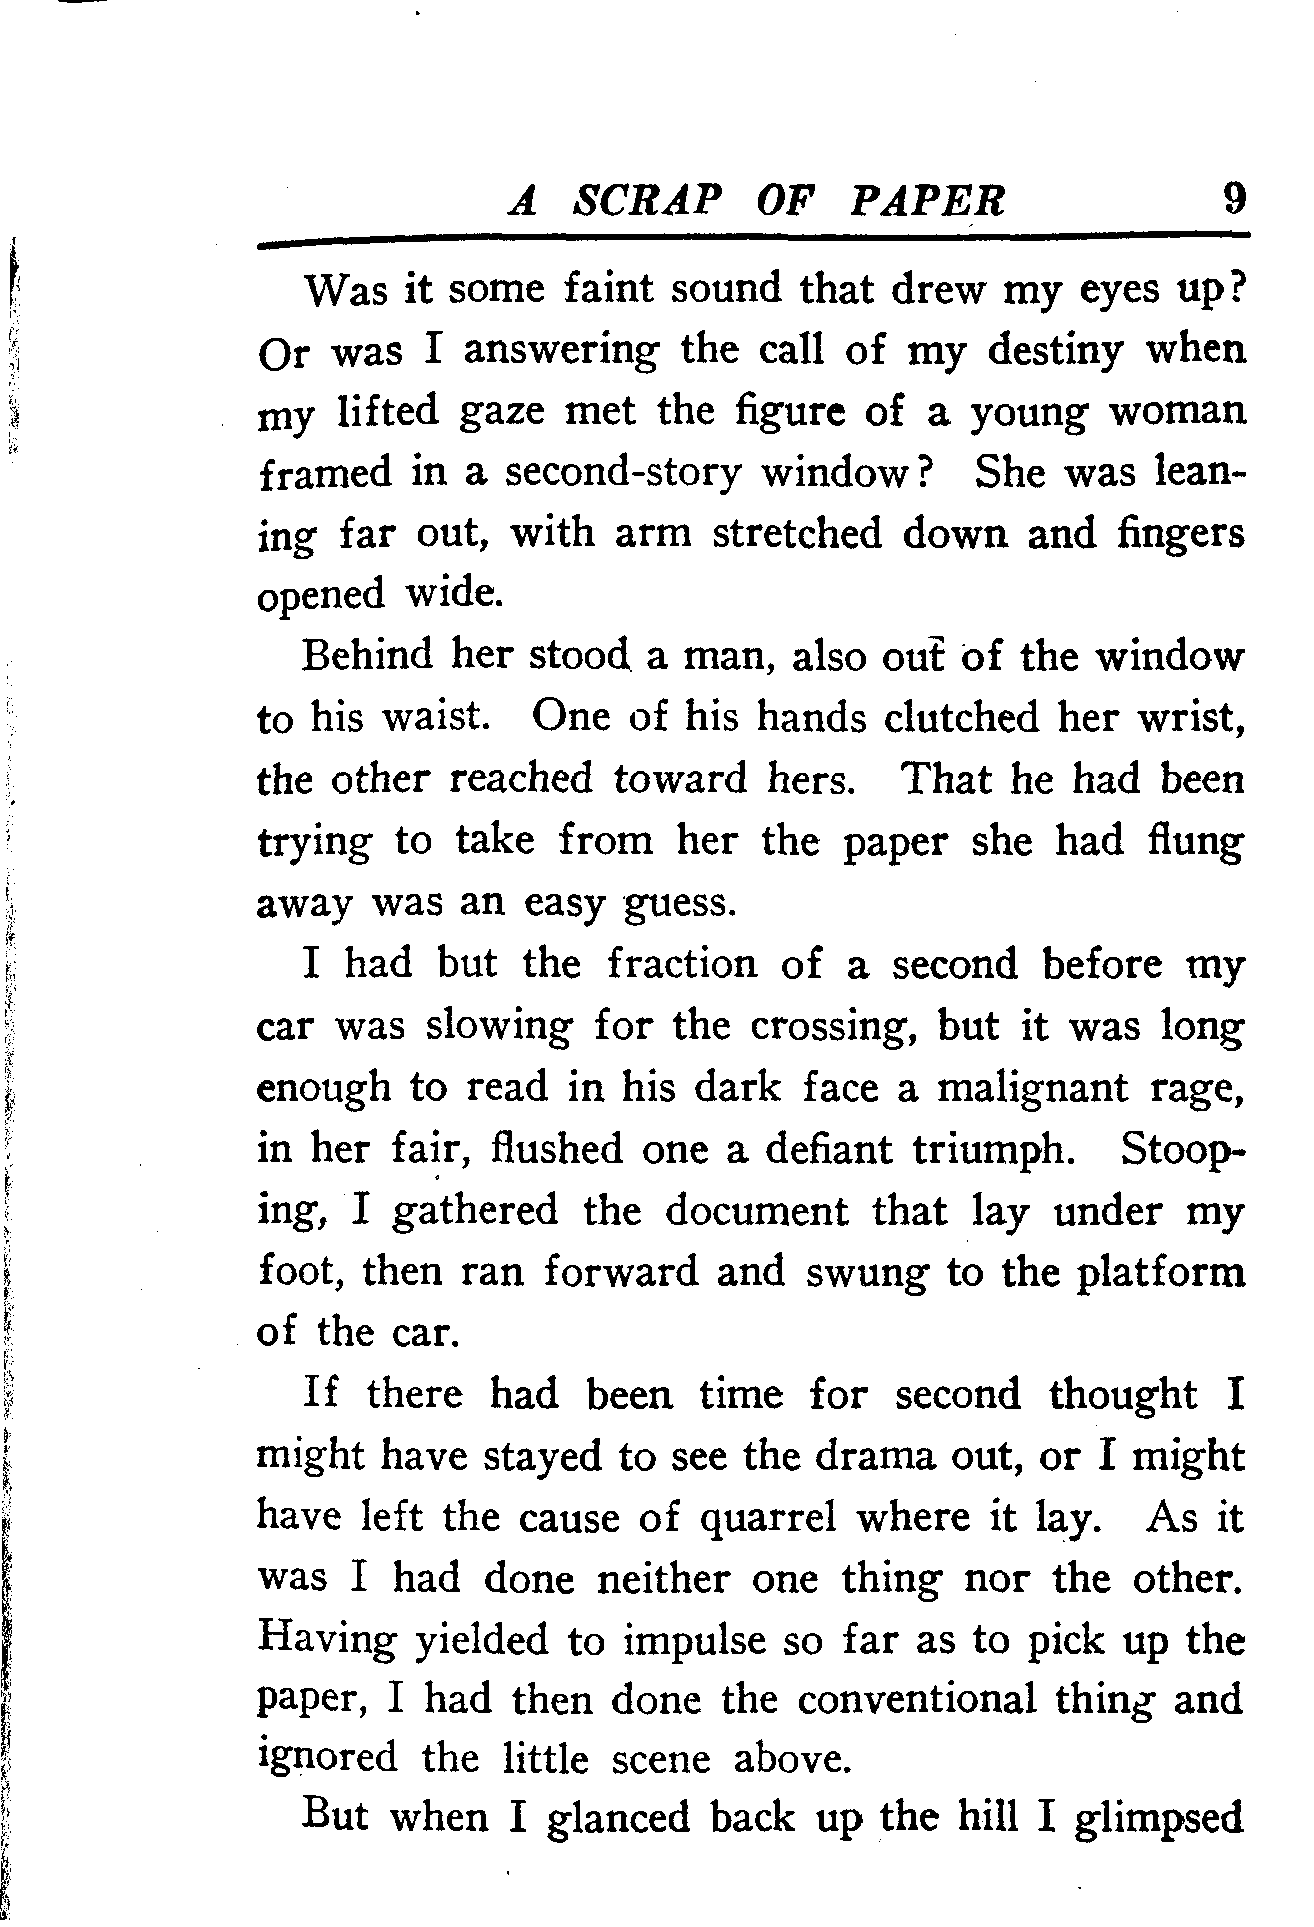 A SCRAP OF PAPER 9
Was it some faint sound that drew my eyes up?
Or was I answering the call of my destiny when
my lifted gaze met the figure of a young woman
framed in a second-story window? She was lean-
ing far out, with arm stretched down and fingers
opened wide.
Behind her stood a man, also out of the window
to his waist. One of his hands clutched her wrist,
the other reached toward hers. That he had been
trying to take from her the paper she had flung
away was an easy guess.
I had but the fraction of a second before my
car was slowing for the crossing, but it was long
enough to read in his dark face a malignant rage,
in her fair, flushed one a defiant triumph. Stoop-
ing, I gathered the document that lay under my
foot, then ran forward and swung to the platform
of the car.
If there had been time for second thought I
might have stayed to see the drama out, or I might
have left the cause of quarrel where it lay. As it
was I had done neither one thing nor the other.
Having yielded to impulse so far as to pick up the
paper, I had then done the conventional thing and
ignored the little scene above.
But when I glanced back up the hill I glimpsed